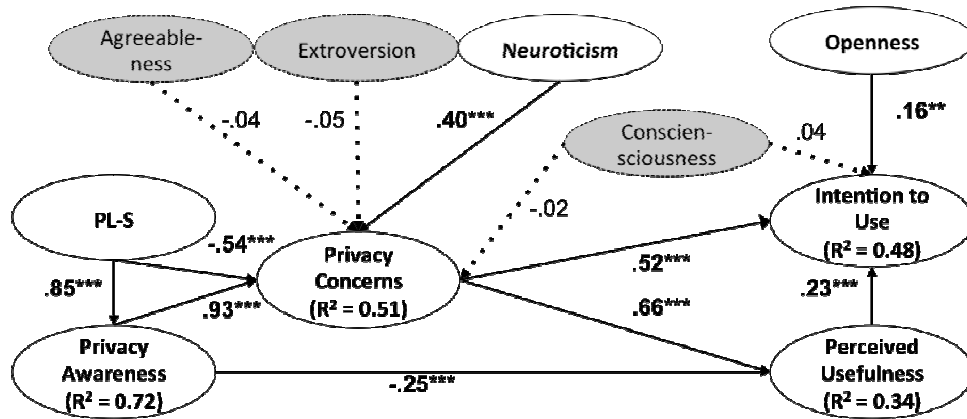 Agreeable-
ness
Extroversion
Neuroticism
Openness
-.04
-.05
.40***
.16**
Conscien-
sciousness
.04
PL-S
-.02
Intention to
Use
(R² = 0.48)
-.54***
Privacy
Concerns
(R² = 0.51)
.52***
.85***
.93***
.66***
.23***
Privacy
Awareness
(R² = 0.72)
-.25***
Perceived
Usefulness
(R² = 0.34)